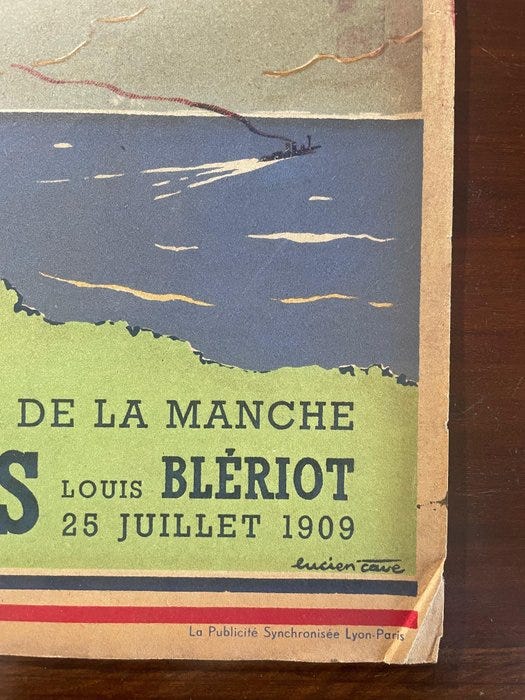 DE LA MANCHE
S LOUIS BLÉRIOT
25 JUILLET 1909
lucien cave
La Publicité Synchronisée Lyon-Paris